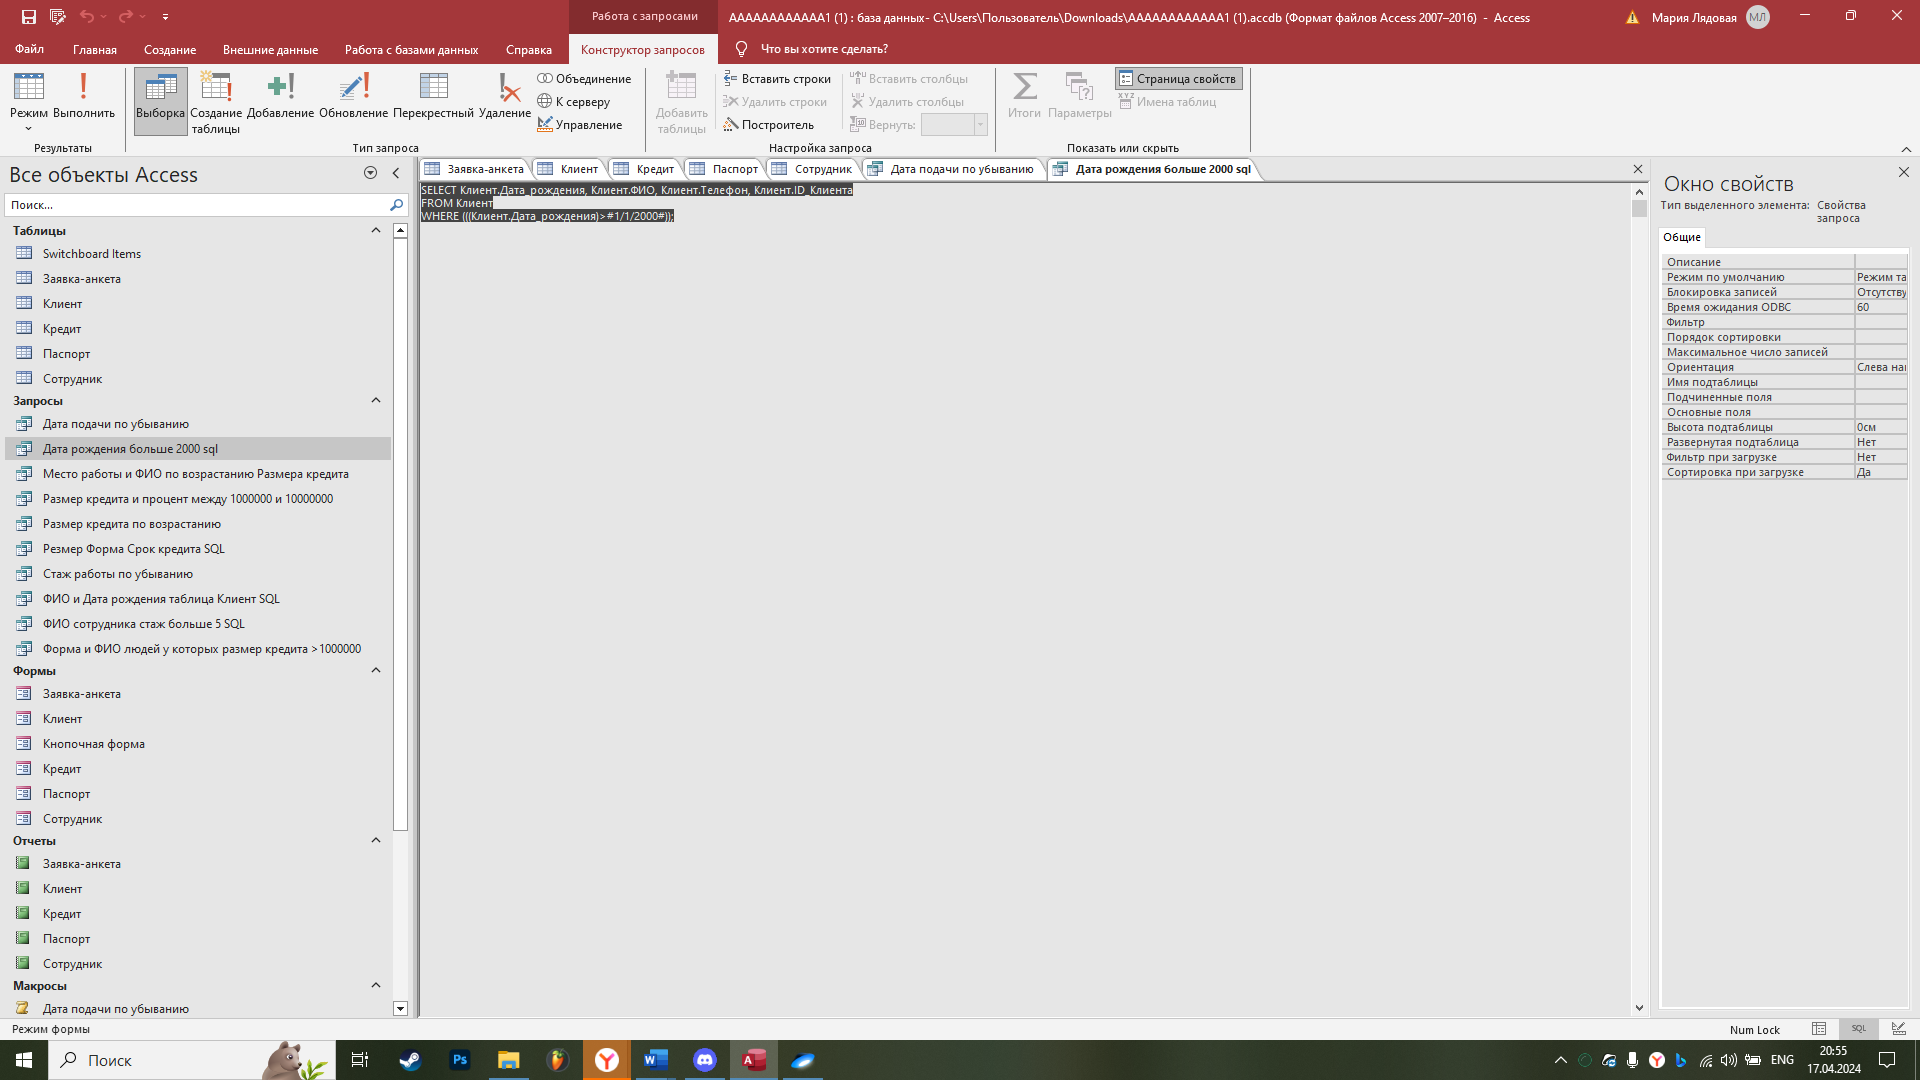 Работа с запросами
AAAAAAAAAAAA1 (1) : база данных- C:\Users\Пользователь\Downloads\AAAAAAAAAAAA1 (1).accdb (Формат файлов Access 2007–2016) - Access
Мария Лядовая
МЛ
Файл
Главная
Создание
Внешние данные
Работа с базами данных
Справка
Конструктор запросов
Что вы хотите сделать?
Режим
Выполнить
Результаты
Выборка
Создание таблицы
Добавление
Обновление
Перекрестный
Удаление
Объединение
К серверу
Управление
Тип запроса
Добавить таблицы
Вставить строки
Удалить строки
Построитель
Вставить столбцы
Удалить столбцы
Вернуть:
Настройка запроса
Итоги
Параметры
Страница свойств
Имена таблиц
Показать или скрыть
Все объекты Access
Поиск...
Таблицы
Switchboard Items
Заявка-анкета
Клиент
Кредит
Паспорт
Сотрудник
Запросы
Дата подачи по убыванию
Дата рождения больше 2000 sql
Место работы и ФИО по возрастанию Размера кредита
Размер кредита и процент между 1000000 и 10000000
Размер кредита по возрастанию
Резмер Форма Срок кредита SQL
Стаж работы по убыванию
ФИО и Дата рождения таблица Клиент SQL
ФИО сотрудника стаж больше 5 SQL
Форма и ФИО людей у которых размер кредита >1000000
Формы
Заявка-анкета
Клиент
Кнопочная форма
Кредит
Паспорт
Сотрудник
Отчеты
Заявка-анкета
Клиент
Кредит
Паспорт
Сотрудник
Макросы
Дата подачи по убыванию
Заявка-анкета
Клиент
Кредит
Паспорт
Сотрудник
Дата подачи по убыванию
Дата рождения больше 2000 sql
SELECT Клиент.Дата_рождения, Клиент.ФИО, Клиент.Телефон, Клиент.ID_Клиента
FROM Клиент
WHERE (((Клиент.Дата_рождения)>#1/1/2000#));
Окно свойств
Тип выделенного элемента: Свойства запроса
Общие
Описание
Режим по умолчанию Режим та
Блокировка записей Отсутству
Время ожидания ODBC 60
Фильтр
Порядок сортировки
Максимальное число записей
Ориентация Слева на
Имя подтаблицы
Подчиненные поля
Основные поля
Высота подтаблицы 0см
Развернутая подтаблица Нет
Фильтр при загрузке Нет
Сортировка при загрузке Да
Режим формы
Num Lock
SQL
Поиск
ENG
20:55
17.04.2024